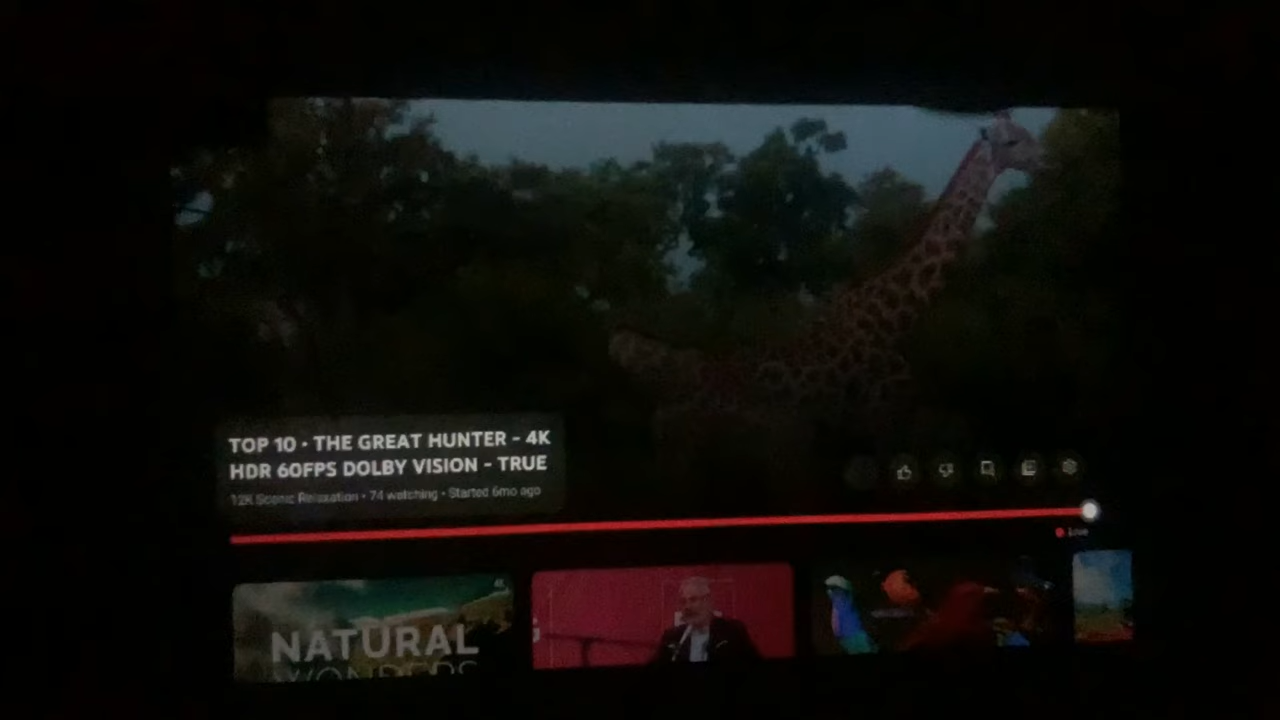 TOP 10 • THE GREAT HUNTER - 4K
HDR 60FPS DOLBY VISION - TRUE
12K Scenic Relaxation • 74 watching • Started 6mo ago
Live
NATURAL
WONDERS